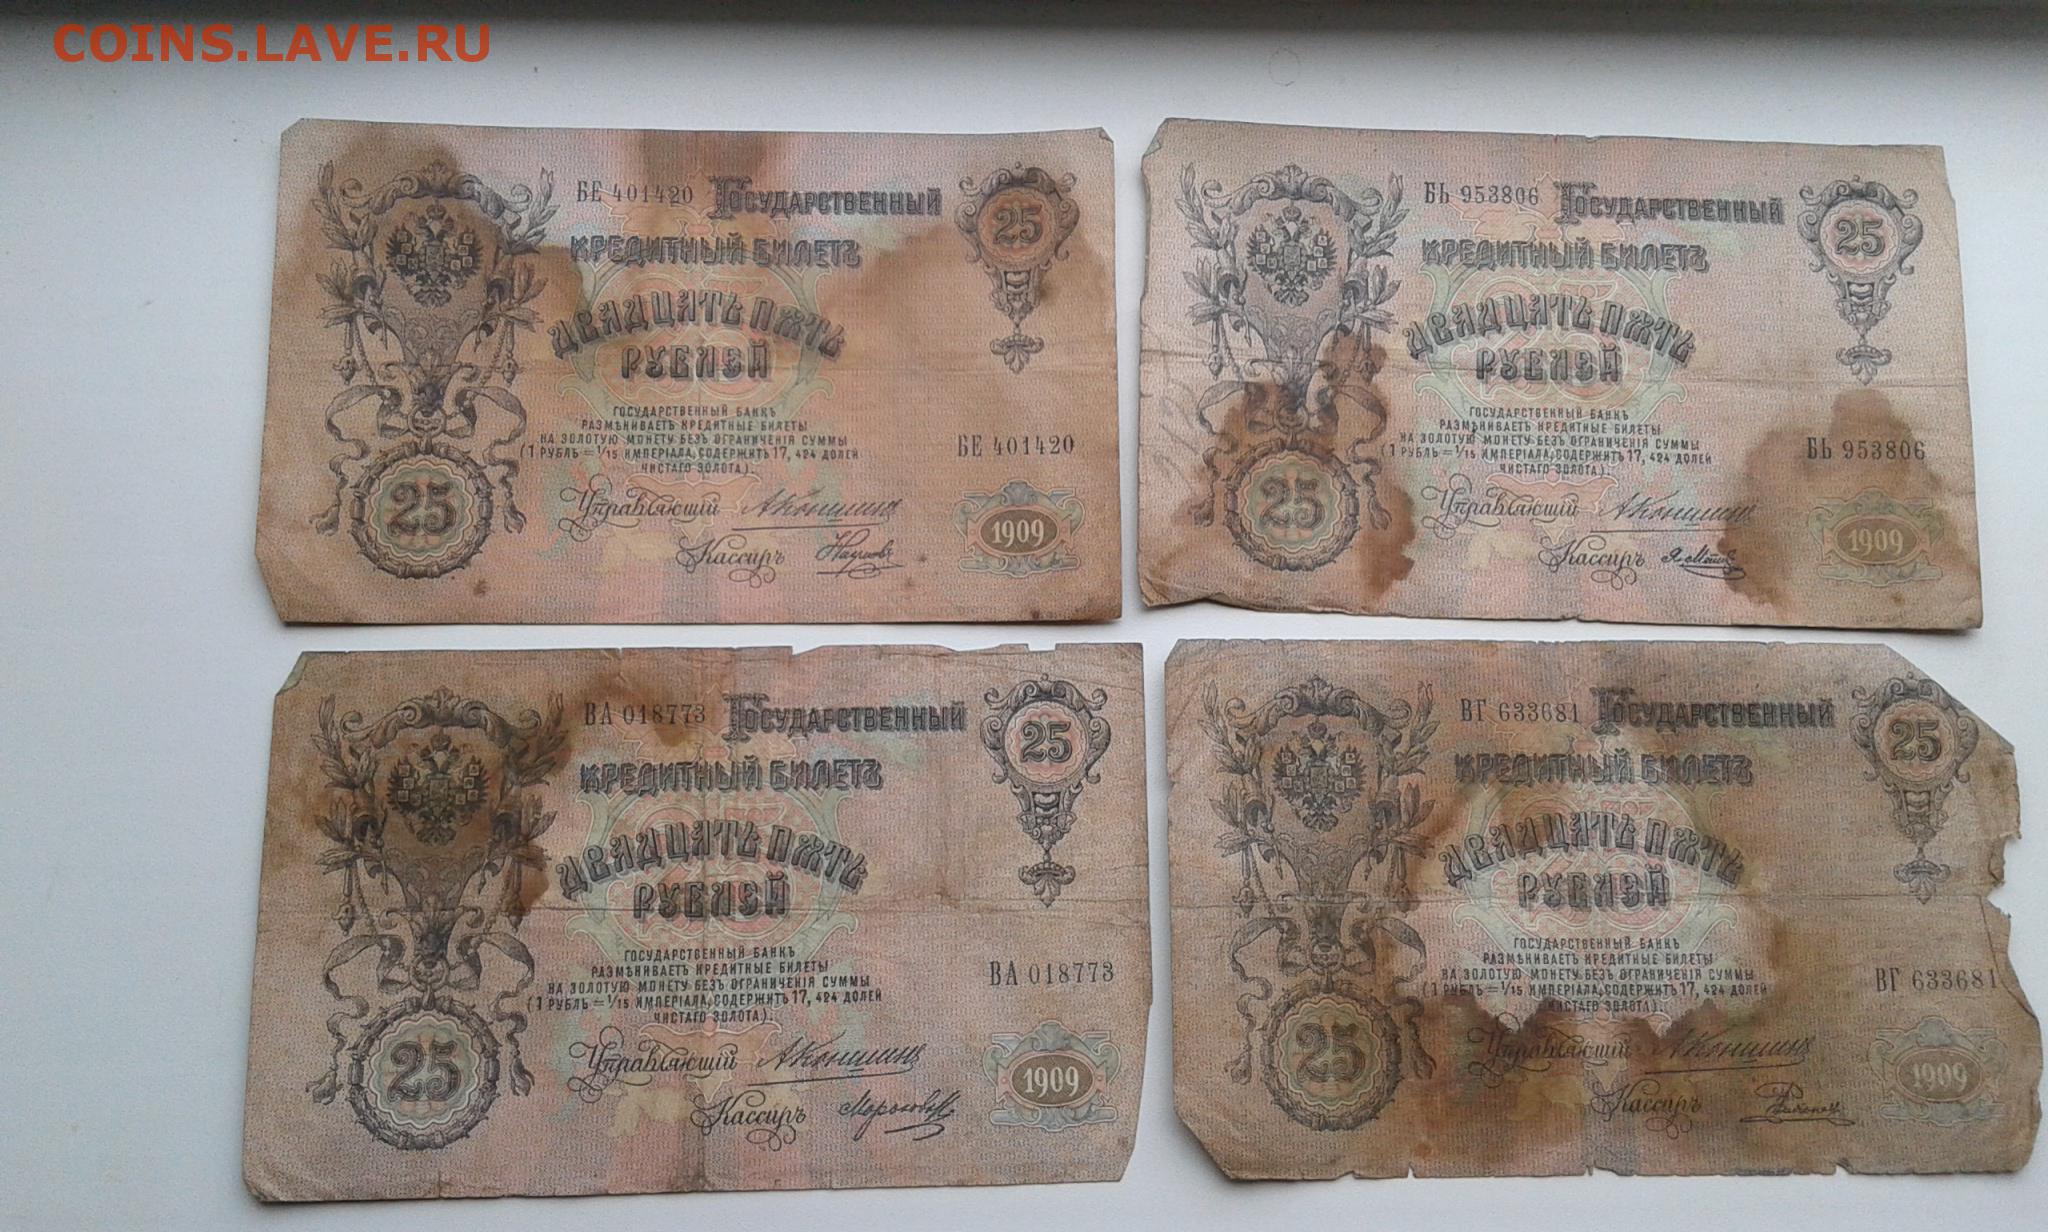 COINS.LAVE.RU
БЕ 401420 Государственный
25
кредитный билетъ
двадцать пять
рублей
ГОСУДАРСТВЕННЫЙ БАНКЪ
РАЗМѢНИВАЕТЪ КРЕДИТНЫЕ БИЛЕТЫ
НА ЗОЛОТУЮ МОНЕТУ БЕЗЪ ОГРАНИЧЕНІЯ СУММЫ
(1 РУБЛЬ = 1/15 ИМПЕРІАЛА, СОДЕРЖИТЪ 17, 424 ДОЛЕЙ
ЧИСТАГО ЗОЛОТА).
БЕ 401420
25
Управляющій АКоншинъ
Кассиръ
1909
БЬ 953806 Государственный
25
кредитный билетъ
двадцать пять
рублей
ГОСУДАРСТВЕННЫЙ БАНКЪ
РАЗМѢНИВАЕТЪ КРЕДИТНЫЕ БИЛЕТЫ
НА ЗОЛОТУЮ МОНЕТУ БЕЗЪ ОГРАНИЧЕНІЯ СУММЫ
(1 РУБЛЬ = 1/15 ИМПЕРІАЛА, СОДЕРЖИТЪ 17, 424 ДОЛЕЙ
ЧИСТАГО ЗОЛОТА).
БЬ 953806
25
Управляющій АКоншинъ
Кассиръ
1909
ВА 018773 Государственный
25
кредитный билетъ
двадцать пять
рублей
ГОСУДАРСТВЕННЫЙ БАНКЪ
РАЗМѢНИВАЕТЪ КРЕДИТНЫЕ БИЛЕТЫ
НА ЗОЛОТУЮ МОНЕТУ БЕЗЪ ОГРАНИЧЕНІЯ СУММЫ
(1 РУБЛЬ = 1/15 ИМПЕРІАЛА, СОДЕРЖИТЪ 17, 424 ДОЛЕЙ
ЧИСТАГО ЗОЛОТА).
ВА 018773
25
Управляющій АКоншинъ
Кассиръ
1909
ВГ 633681 Государственный
25
кредитный билетъ
двадцать пять
рублей
ГОСУДАРСТВЕННЫЙ БАНКЪ
РАЗМѢНИВАЕТЪ КРЕДИТНЫЕ БИЛЕТЫ
НА ЗОЛОТУЮ МОНЕТУ БЕЗЪ ОГРАНИЧЕНІЯ СУММЫ
(1 РУБЛЬ = 1/15 ИМПЕРІАЛА, СОДЕРЖИТЪ 17, 424 ДОЛЕЙ
ЧИСТАГО ЗОЛОТА).
ВГ 633681
25
Управляющій АКоншинъ
Кассиръ
1909